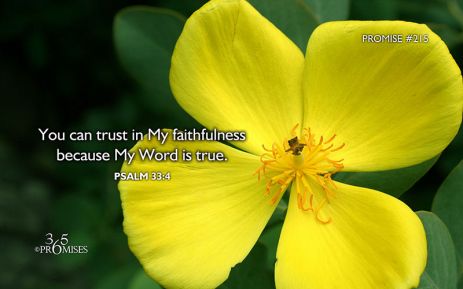 PROMISE #215
You can trust in My faithfulness
because My Word is true.
PSALM 33:4
365
©PROMISES